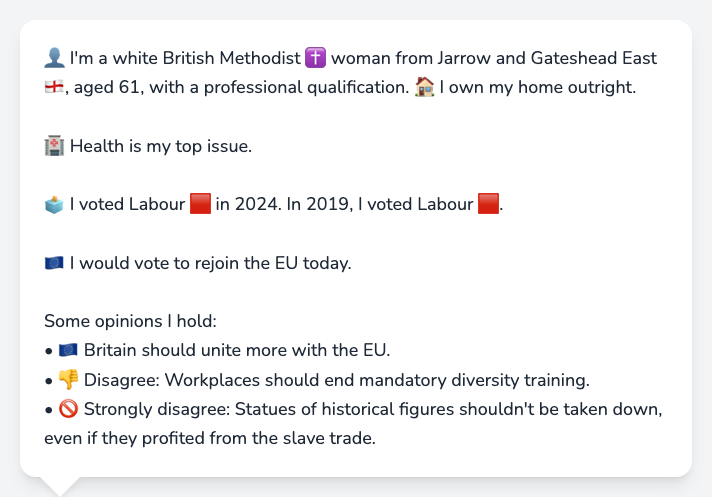 👤 I'm a white British Methodist ✝️ woman from Jarrow and Gateshead East
🏴󠁧󠁢󠁥󠁮󠁧󠁿, aged 61, with a professional qualification. 🏠 I own my home outright.
🏥 Health is my top issue.
🗳️ I voted Labour 🟥 in 2024. In 2019, I voted Labour 🟥.
🇪🇺 I would vote to rejoin the EU today.
Some opinions I hold:
• 🇪🇺 Britain should unite more with the EU.
• 👎 Disagree: Workplaces should end mandatory diversity training.
• 🚫 Strongly disagree: Statues of historical figures shouldn't be taken down,
even if they profited from the slave trade.